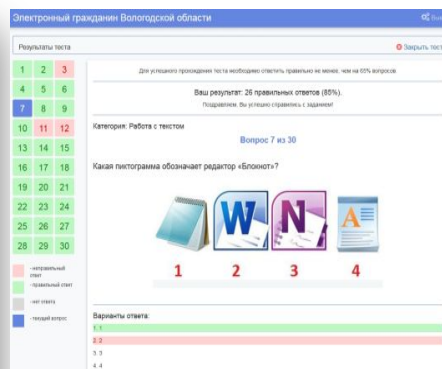 Электронный гражданин Вологодской области
Результаты теста
Закрыть тест
1 2 3
4 5 6
7 8 9
10 11 12
13 14 15
16 17 18
19 20 21
22 23 24
25 26 27
28 29 30
- неправильный ответ
- правильный ответ
- нет ответа
- текущий вопрос
Для успешного прохождения теста необходимо ответить правильно не менее, чем на 65% вопросов
Ваш результат: 26 правильных ответов (85%).
Поздравляем, Вы успешно справились с заданием!
Категория: Работа с текстом
Вопрос 7 из 30
Какая пиктограмма обозначает редактор «Блокнот»?
W N A
1 2 3 4
Варианты ответа:
1. 1
2. 2
3. 3
4. 4